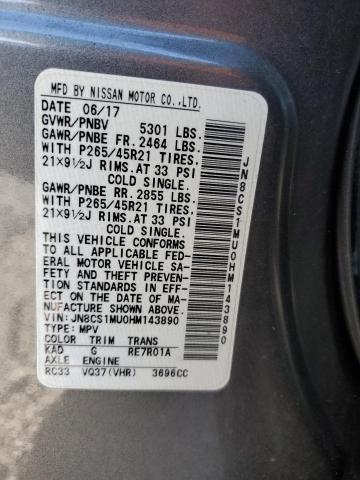 MFD BY NISSAN MOTOR CO.,LTD.
DATE 06/17
GVWR/PNBV 5301 LBS.
GAWR/PNBE FR. 2464 LBS.
WITH P265/45R21 TIRES,
21×9½J RIMS AT 33 PSI
COLD SINGLE.
GAWR/PNBE RR. 2855 LBS.
WITH P265/45R21 TIRES,
21×9½J RIMS AT 33 PSI
COLD SINGLE.
THIS VEHICLE CONFORMS
TO ALL APPLICABLE FED-
ERAL MOTOR VEHICLE SA-
FETY AND THEFT PREVEN-
TION STANDARDS IN EFF-
ECT ON THE DATE OF MA-
NUFACTURE SHOWN ABOVE.
VIN: JN8CS1MU0HM143890
TYPE: MPV
COLOR TRIM TRANS
KAD G RE7R01A
AXLE ENGINE
RC33 VQ37(VHR) 3696CC
JN8CS1MU0HM143890